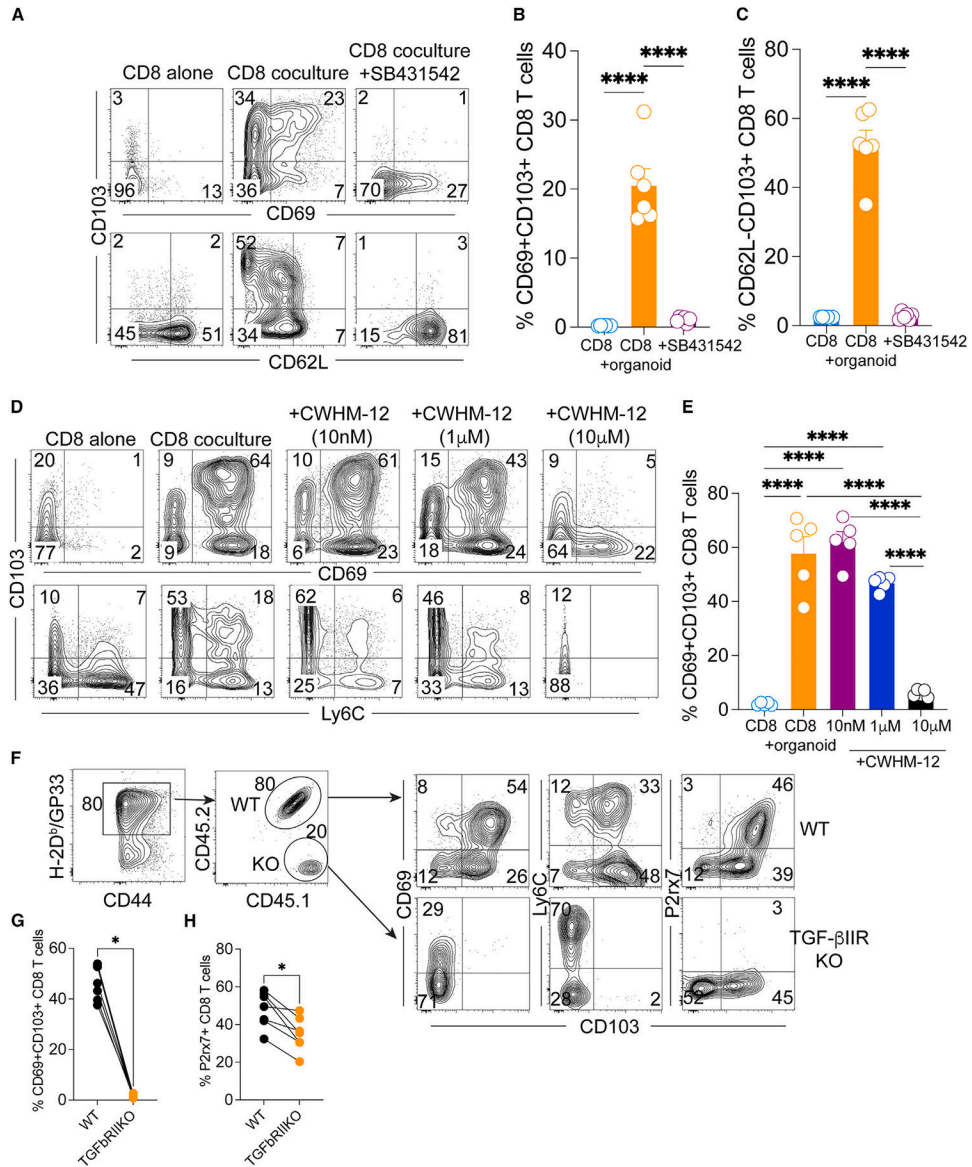 A
CD8 alone
CD8 coculture
CD8 coculture
+SB431542
3
34
23
2
1
96
13
36
7
70
27
CD103
CD69
2
2
52
7
1
3
45
51
34
7
15
81
CD62L
B
% CD69+CD103+ CD8 T cells
40
30
20
10
0
****
****
CD8
CD8
+SB431542
+organoid
C
% CD62L-CD103+ CD8 T cells
80
60
40
20
0
****
****
CD8
CD8
+SB431542
+organoid
D
CD8 alone
CD8 coculture
+CWHM-12
(10nM)
+CWHM-12
(1μM)
+CWHM-12
(10μM)
20
1
9
64
10
61
15
43
9
5
77
2
9
18
6
23
18
24
64
22
CD103
CD69
10
7
53
18
62
6
46
8
12
36
47
16
13
25
7
33
13
88
Ly6C
E
% CD69+CD103+ CD8 T cells
80
60
40
20
0
****
****
****
****
****
****
CD8
CD8
10nM
1μM
10μM
+organoid
+CWHM-12
F
H-2Dᵇ/GP33
80
CD44
CD45.2
80
WT
20
KO
CD45.1
8
54
12
33
3
46
WT
12
26
7
48
12
39
CD69
Ly6C
P2rx7
29
70
3
TGF-βIIR
KO
71
28
2
52
45
CD103
G
% CD69+CD103+ CD8 T cells
60
40
20
0
*
WT
TGFbRIIKO
H
% P2rx7+ CD8 T cells
80
60
40
20
0
*
WT
TGFbRIIKO